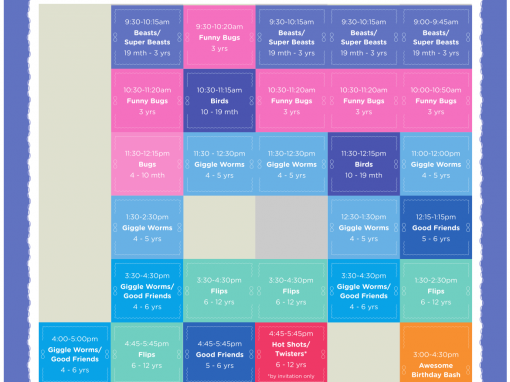 9:30-10:15am
Beasts/
Super Beasts
19 mth - 3 yrs
9:30-10:20am
Funny Bugs
3 yrs
9:30-10:15am
Beasts/
Super Beasts
19 mth - 3 yrs
9:30-10:15am
Beasts/
Super Beasts
19 mth - 3 yrs
9:00-9:45am
Beasts/
Super Beasts
19 mth - 3 yrs
10:30-11:20am
Funny Bugs
3 yrs
10:30-11:15am
Birds
10 - 19 mth
10:30-11:20am
Funny Bugs
3 yrs
10:30-11:20am
Funny Bugs
3 yrs
10:00-10:50am
Funny Bugs
3 yrs
11:30-12:15pm
Bugs
4 - 10 mth
11:30 - 12:30pm
Giggle Worms
4 - 5 yrs
11:30-12:30pm
Giggle Worms
4 - 5 yrs
11:30-12:15pm
Birds
10 - 19 mth
11:00-12:00pm
Giggle Worms
4 - 5 yrs
1:30-2:30pm
Giggle Worms
4 - 5 yrs
12:30-1:30pm
Giggle Worms
4 - 5 yrs
12:15-1:15pm
Good Friends
5 - 6 yrs
3:30-4:30pm
Giggle Worms/
Good Friends
4 - 6 yrs
3:30-4:30pm
Flips
6 - 12 yrs
3:30-4:30pm
Flips
6 - 12 yrs
3:30-4:30pm
Giggle Worms/
Good Friends
4 - 6 yrs
1:30-2:30pm
Flips
6 - 12 yrs
4:00-5:00pm
Giggle Worms/
Good Friends
4 - 6 yrs
4:45-5:45pm
Flips
6 - 12 yrs
4:45-5:45pm
Good Friends
5 - 6 yrs
4:45-5:45pm
Hot Shots/
Twisters*
6 - 12 yrs
*by invitation only
3:00-4:30pm
Awesome
Birthday Bash